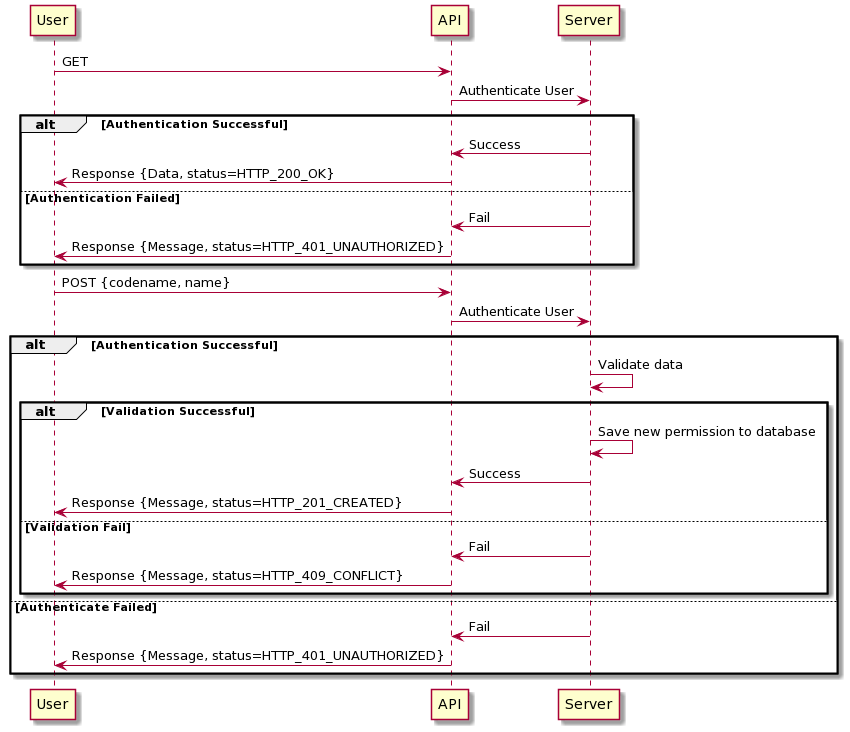 User API Server
GET
Authenticate User
alt [Authentication Successful]
Success
Response {Data, status=HTTP_200_OK}
[Authentication Failed]
Fail
Response {Message, status=HTTP_401_UNAUTHORIZED}
POST {codename, name}
Authenticate User
alt [Authentication Successful]
Validate data
alt [Validation Successful]
Save new permission to database
Success
Response {Message, status=HTTP_201_CREATED}
[Validation Fail]
Fail
Response {Message, status=HTTP_409_CONFLICT}
[Authenticate Failed]
Fail
Response {Message, status=HTTP_401_UNAUTHORIZED}
User API Server